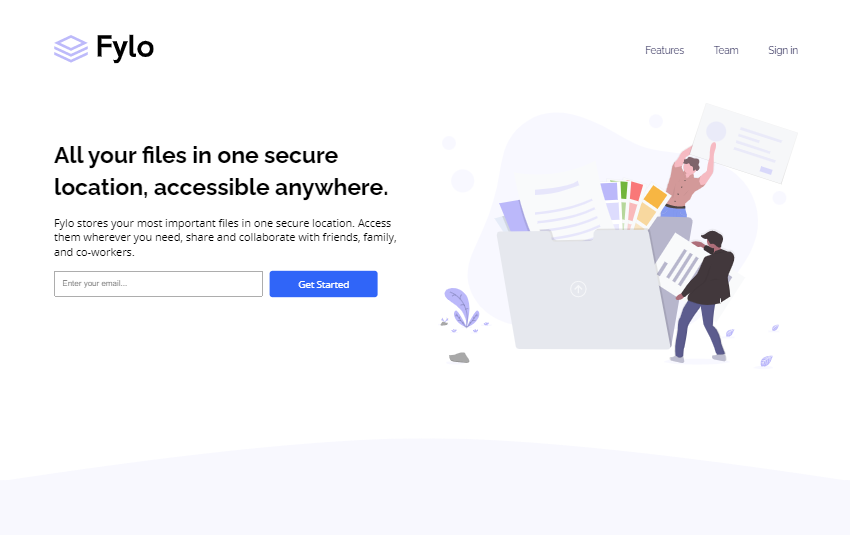 Fylo
Features
Team
Sign in
All your files in one secure
location, accessible anywhere.
Fylo stores your most important files in one secure location. Access
them wherever you need, share and collaborate with friends, family,
and co-workers.
Enter your email...
Get Started